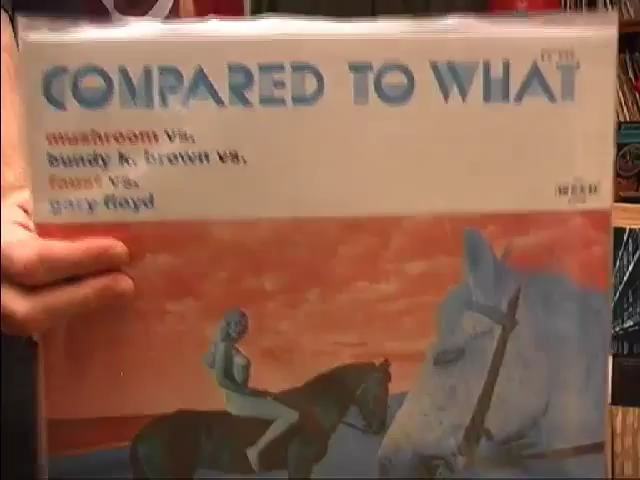 COMPARED TO WHAT
mushroom vs.
bundy k. brown vs.
faust vs.
gary floyd